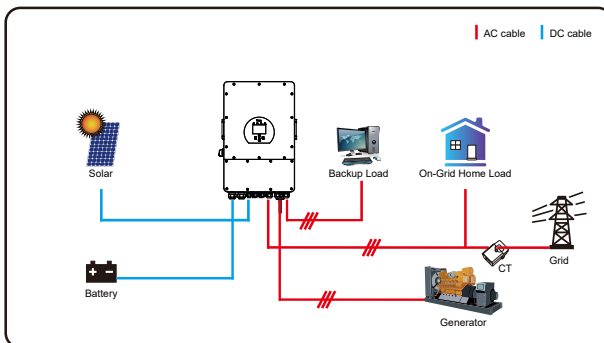 AC cable DC cable
Solar
Backup Load
On-Grid Home Load
CT
Grid
Battery
Generator